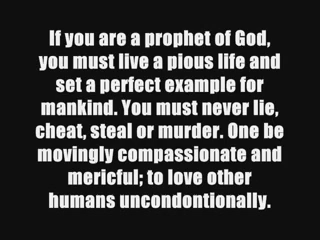 If you are a prophet of God,
you must live a pious life and
set a perfect example for
mankind. You must never lie,
cheat, steal or murder. One be
movingly compassionate and
mericful; to love other
humans uncondontionally.